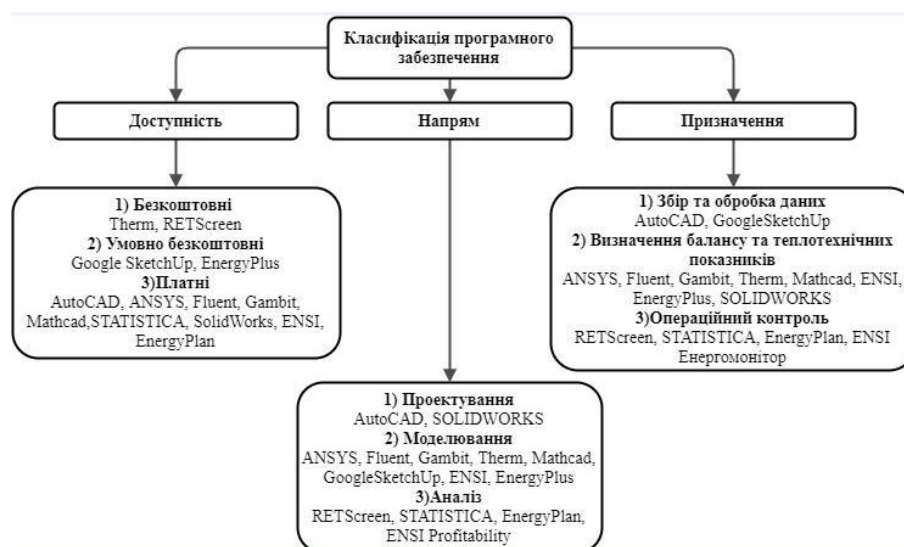 Класифікація програмного
забезпечення
Доступність
Напрям
Призначення
1) Безкоштовні
Therm, RETScreen
2) Умовно безкоштовні
Google SketchUp, EnergyPlus
3)Платні
AutoCAD, ANSYS, Fluent, Gambit,
Mathcad,STATISTICA, SolidWorks, ENSI,
EnergyPlan
1) Збір та обробка даних
AutoCAD, GoogleSketchUp
2) Визначення балансу та теплотехнічних
показників
ANSYS, Fluent, Gambit, Therm, Mathcad, ENSI,
EnergyPlus, SOLIDWORKS
3)Операційний контроль
RETScreen, STATISTICA, EnergyPlan, ENSI
Енергомонітор
1) Проектування
AutoCAD, SOLIDWORKS
2) Моделювання
ANSYS, Fluent, Gambit, Therm, Mathcad,
GoogleSketchUp, ENSI, EnergyPlus
3)Аналіз
RETScreen, STATISTICA, EnergyPlan,
ENSI Profitability